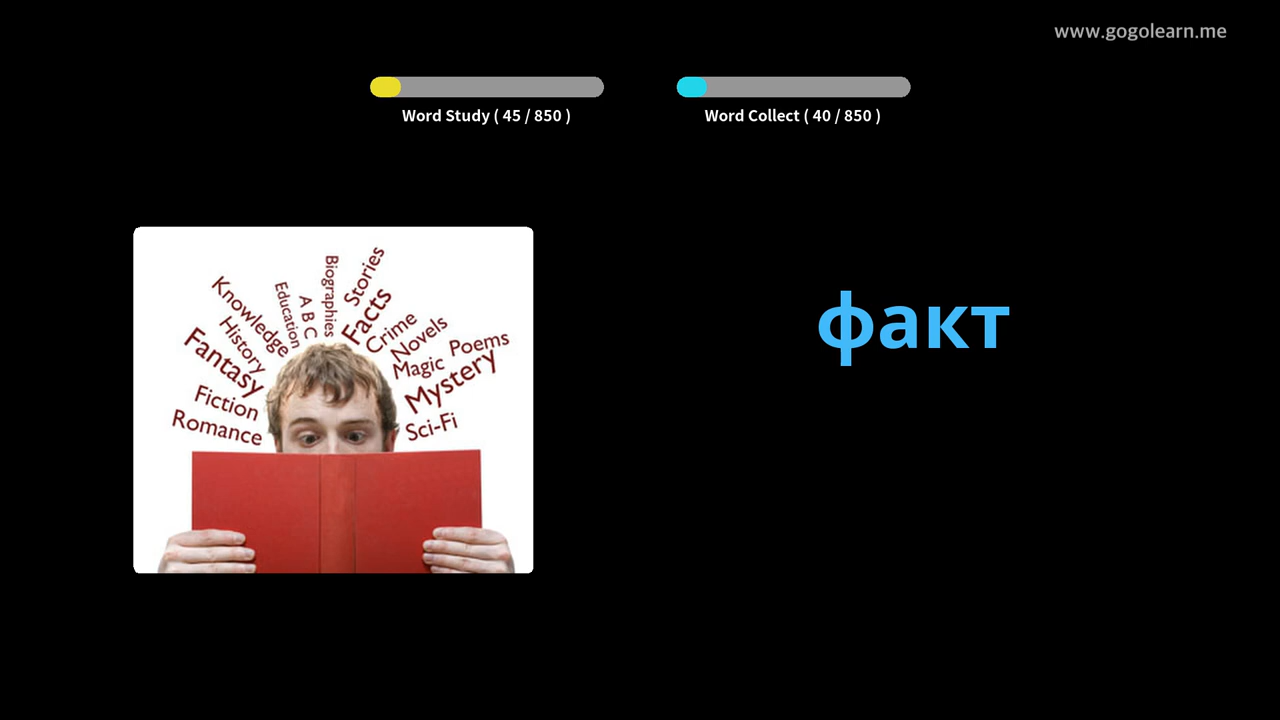 www.gogolearn.me
Word Study ( 45 / 850 )
Word Collect ( 40 / 850 )
Biographies
Stories
Education
A B C
Facts
Knowledge
Crime
History
Novels
Fantasy
Magic
Poems
Mystery
Fiction
Romance
Sci-Fi
факт